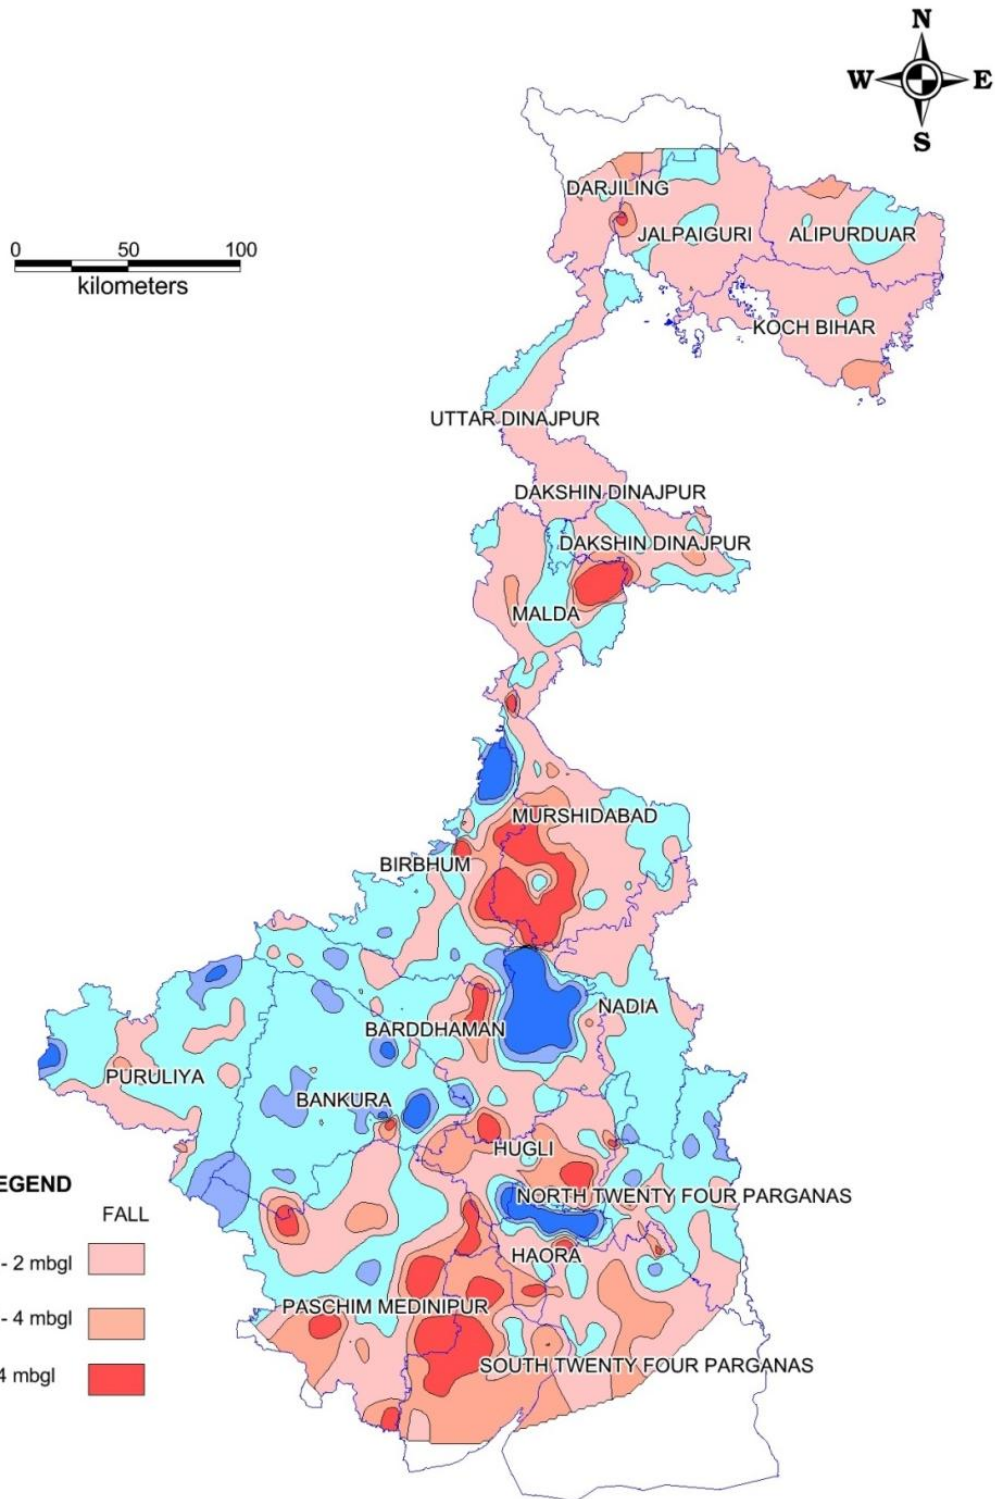 N
W E
S
0 50 100
kilometers
DARJILING
JALPAIGURI
ALIPURDUAR
KOCH BIHAR
UTTAR DINAJPUR
DAKSHIN DINAJPUR
DAKSHIN DINAJPUR
MALDA
MURSHIDABAD
BIRBHUM
NADIA
BARDDHAMAN
PURULIYA
BANKURA
HUGLI
NORTH TWENTY FOUR PARGANAS
HAORA
PASCHIM MEDINIPUR
SOUTH TWENTY FOUR PARGANAS
EGEND
FALL
- 2 mbgl
- 4 mbgl
4 mbgl